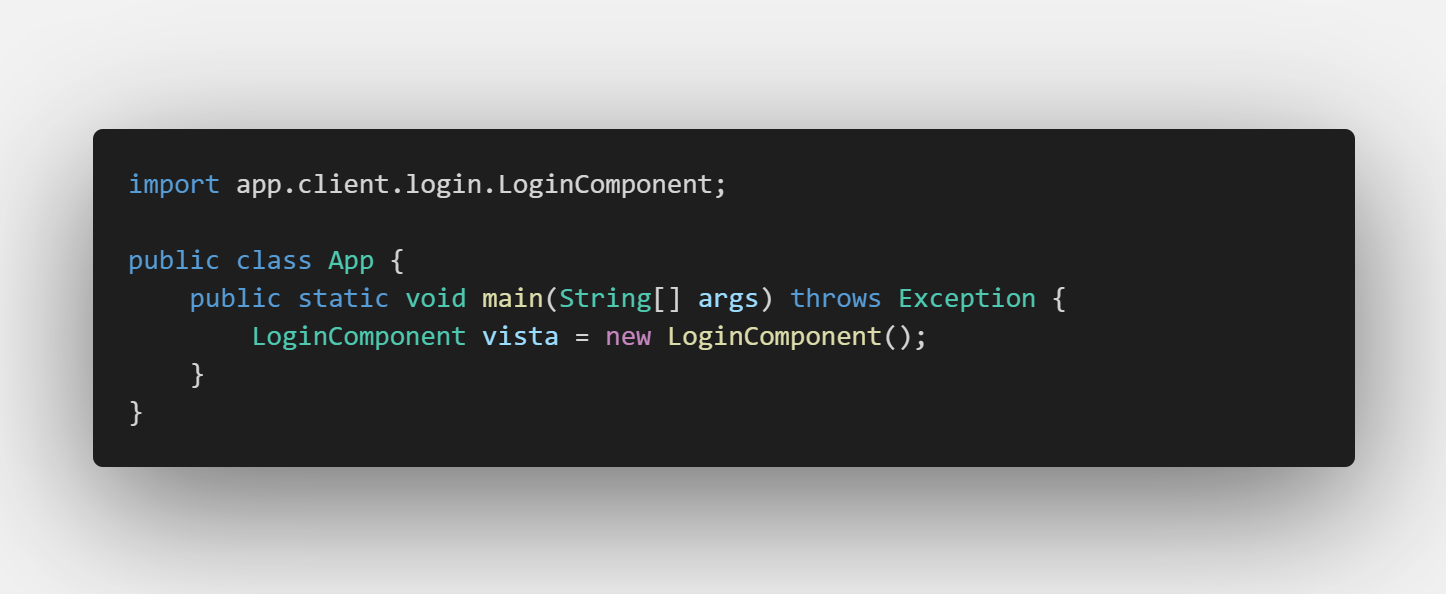 import app.client.login.LoginComponent;
public class App {
    public static void main(String[] args) throws Exception {
        LoginComponent vista = new LoginComponent();
    }
}